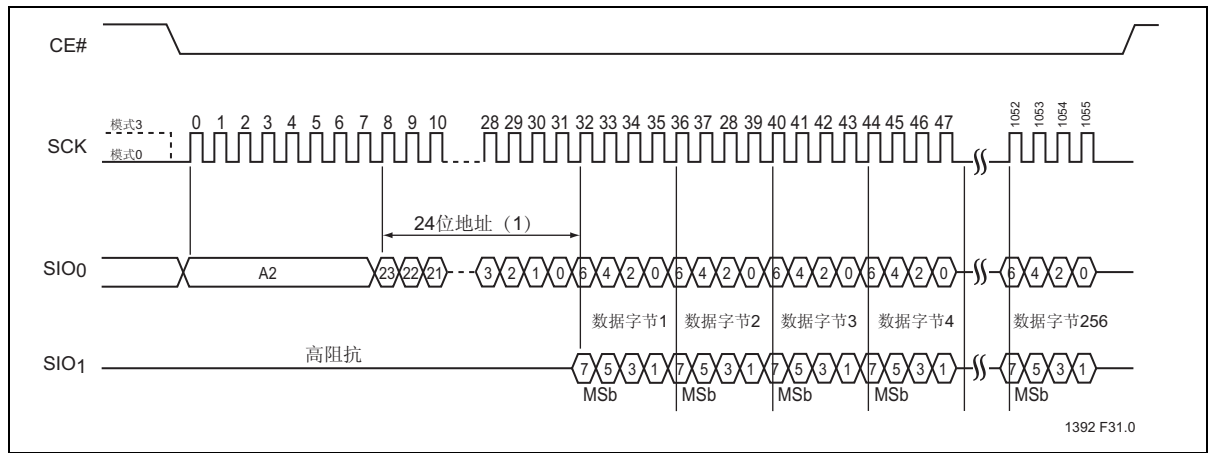 CE#
模式3
0 1 2 3 4 5 6 7 8 9 10 28 29 30 31 32 33 34 35 36 37 28 39 40 41 42 43 44 45 46 47 1052 1053 1054 1055
SCK
模式0
24位地址（1）
SIO0 A2 23 22 21 3 2 1 0 6 4 2 0 6 4 2 0 6 4 2 0 6 4 2 0 6 4 2 0
数据字节1 数据字节2 数据字节3 数据字节4 数据字节256
高阻抗
SIO1 7 5 3 1 7 5 3 1 7 5 3 1 7 5 3 1 7 5 3 1
MSb MSb MSb MSb MSb
1392 F31.0